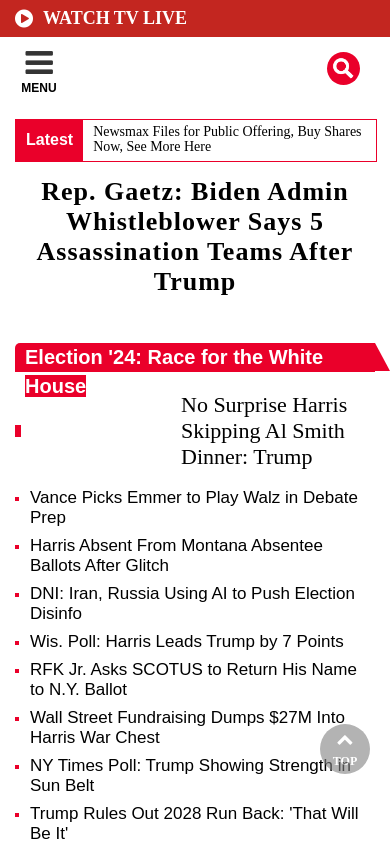 WATCH TV LIVE
MENU
Latest
Newsmax Files for Public Offering, Buy Shares
Now, See More Here
Rep. Gaetz: Biden Admin
Whistleblower Says 5
Assassination Teams After
Trump
Election '24: Race for the White
House
No Surprise Harris
Skipping Al Smith
Dinner: Trump
Vance Picks Emmer to Play Walz in Debate
Prep
Harris Absent From Montana Absentee
Ballots After Glitch
DNI: Iran, Russia Using AI to Push Election
Disinfo
Wis. Poll: Harris Leads Trump by 7 Points
RFK Jr. Asks SCOTUS to Return His Name
to N.Y. Ballot
Wall Street Fundraising Dumps $27M Into
Harris War Chest
NY Times Poll: Trump Showing Strength in
Sun Belt
TOP
Trump Rules Out 2028 Run Back: 'That Will
Be It'